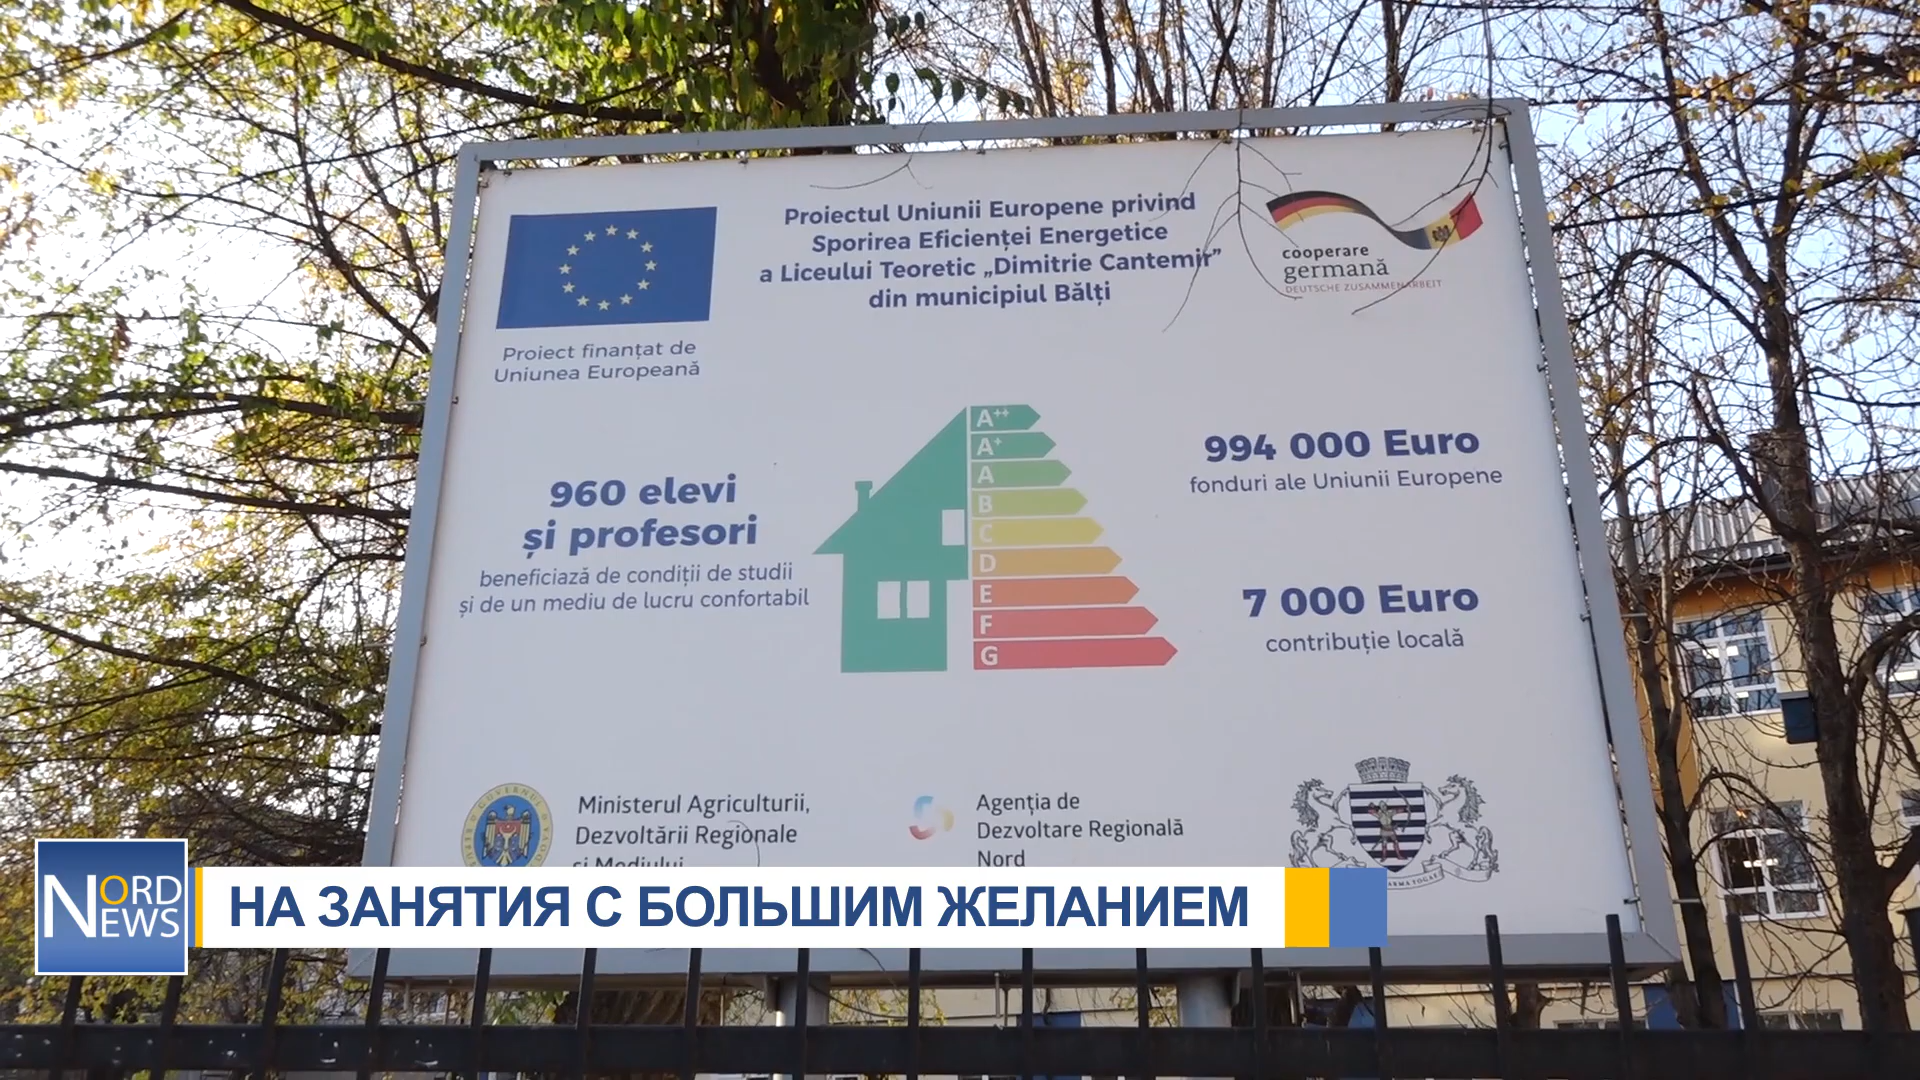 Proiectul Uniunii Europene privind
Sporirea Eficienței Energetice
a Liceului Teoretic „Dimitrie Cantemir”
din municipiul Bălți
cooperare
germană
DEUTSCHE ZUSAMMENARBEIT
Proiect finanțat de
Uniunea Europeană
960 elevi
și profesori
beneficiază de condiții de studii
și de un mediu de lucru confortabil
A++
A+
A
B
C
D
E
F
G
994 000 Euro
fonduri ale Uniunii Europene
7 000 Euro
contribuție locală
Ministerul Agriculturii,
Dezvoltării Regionale
și Mediului
Agenția de
Dezvoltare Regională
Nord
NORD
NEWS
НА ЗАНЯТИЯ С БОЛЬШИМ ЖЕЛАНИЕМ